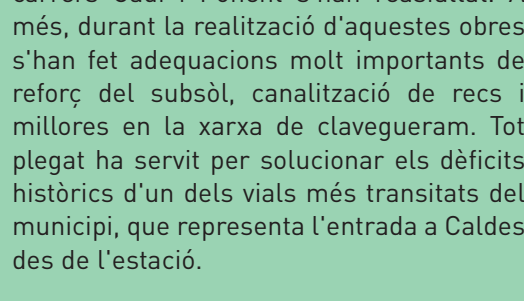 més, durant la realització d'aquestes obres
s'han fet adequacions molt importants de
reforç del subsòl, canalització de recs i
millores en la xarxa de clavegueram. Tot
plegat ha servit per solucionar els dèficits
històrics d'un dels vials més transitats del
municipi, que representa l'entrada a Caldes
des de l'estació.